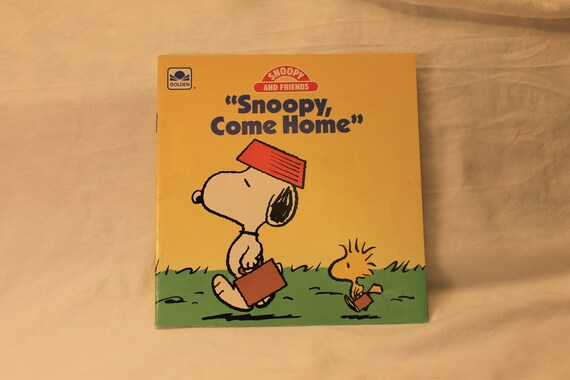 GOLDEN
SNOOPY
AND FRIENDS
“Snoopy,
Come Home”